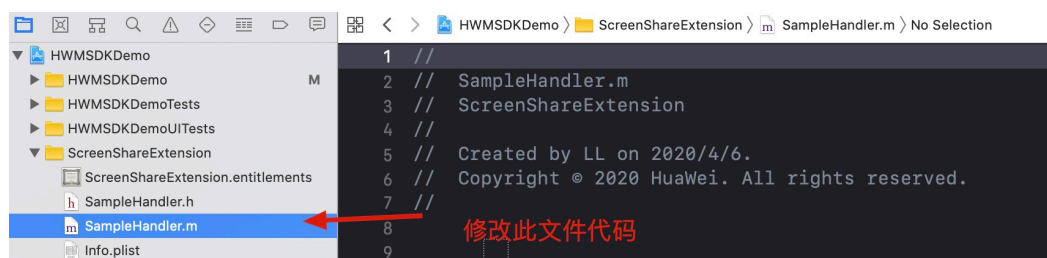 HWMSDKDemo 〉 ScreenShareExtension 〉 m SampleHandler.m 〉 No Selection
HWMSDKDemo
HWMSDKDemo M
HWMSDKDemoTests
HWMSDKDemoUITests
ScreenShareExtension
ScreenShareExtension.entitlements
h SampleHandler.h
m SampleHandler.m
Info.plist
1 //
2 // SampleHandler.m
3 // ScreenShareExtension
4 //
5 // Created by LL on 2020/4/6.
6 // Copyright © 2020 HuaWei. All rights reserved.
7 //
8
9
修改此文件代码